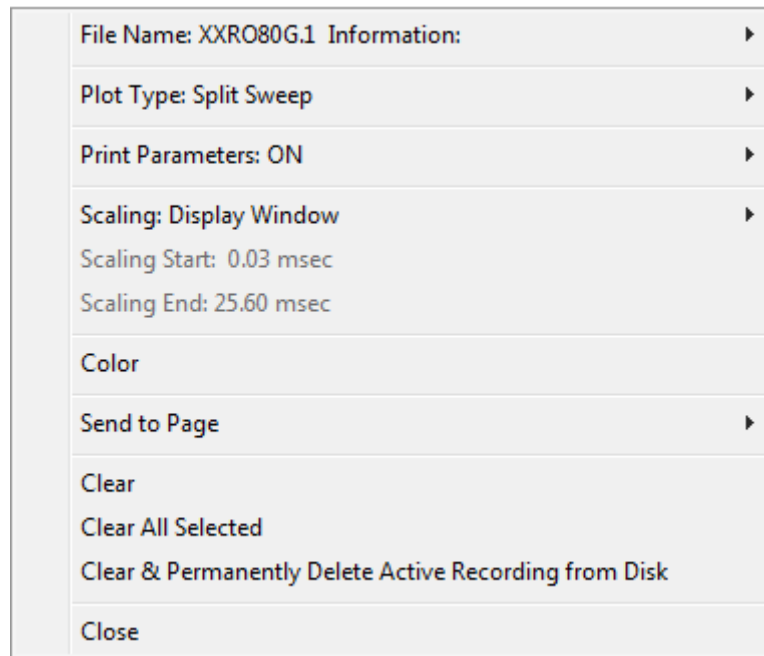 File Name: XXRO80G.1  Information:
Plot Type: Split Sweep
Print Parameters: ON
Scaling: Display Window
Scaling Start:  0.03 msec
Scaling End: 25.60 msec
Color
Send to Page
Clear
Clear All Selected
Clear & Permanently Delete Active Recording from Disk
Close